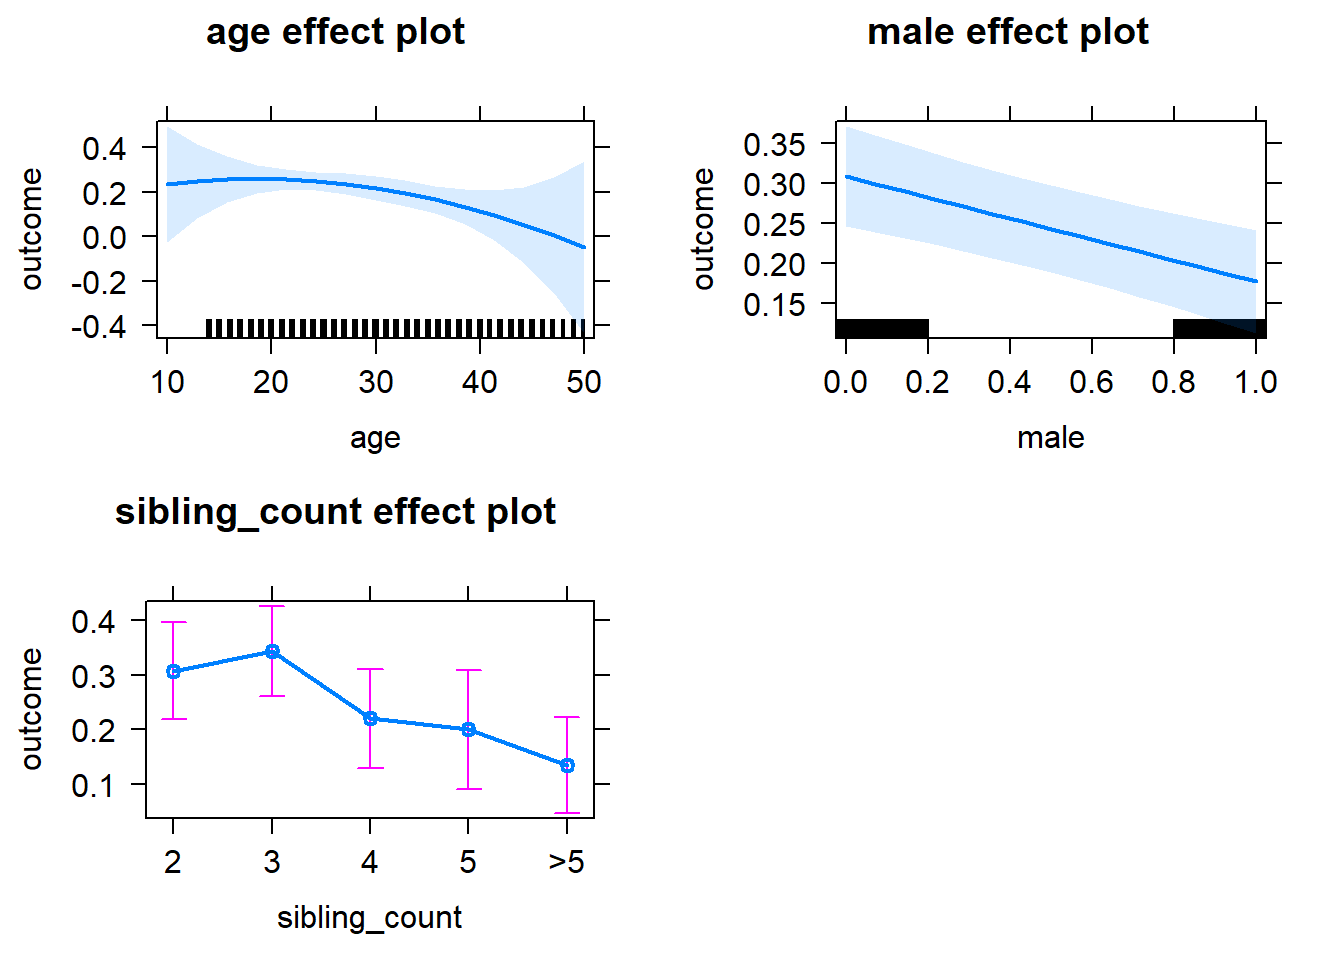 age effect plot
outcome
0.4
0.2
0.0
-0.2
-0.4
10 20 30 40 50
age
male effect plot
outcome
0.35
0.30
0.25
0.20
0.15
0.0 0.2 0.4 0.6 0.8 1.0
male
sibling_count effect plot
outcome
0.4
0.3
0.2
0.1
2 3 4 5 >5
sibling_count